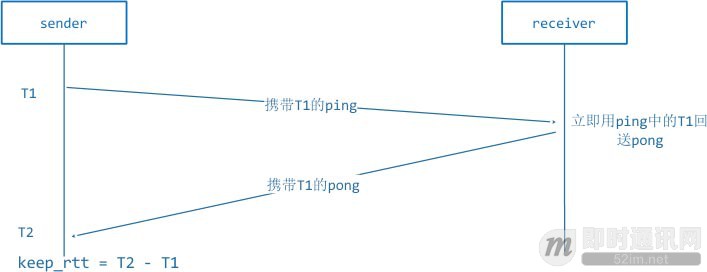 sender
receiver
T1
携带T1的ping
立即用ping中的T1回
送pong
携带T1的pong
T2
keep_rtt = T2 - T1
m
即时通讯网
52im.net